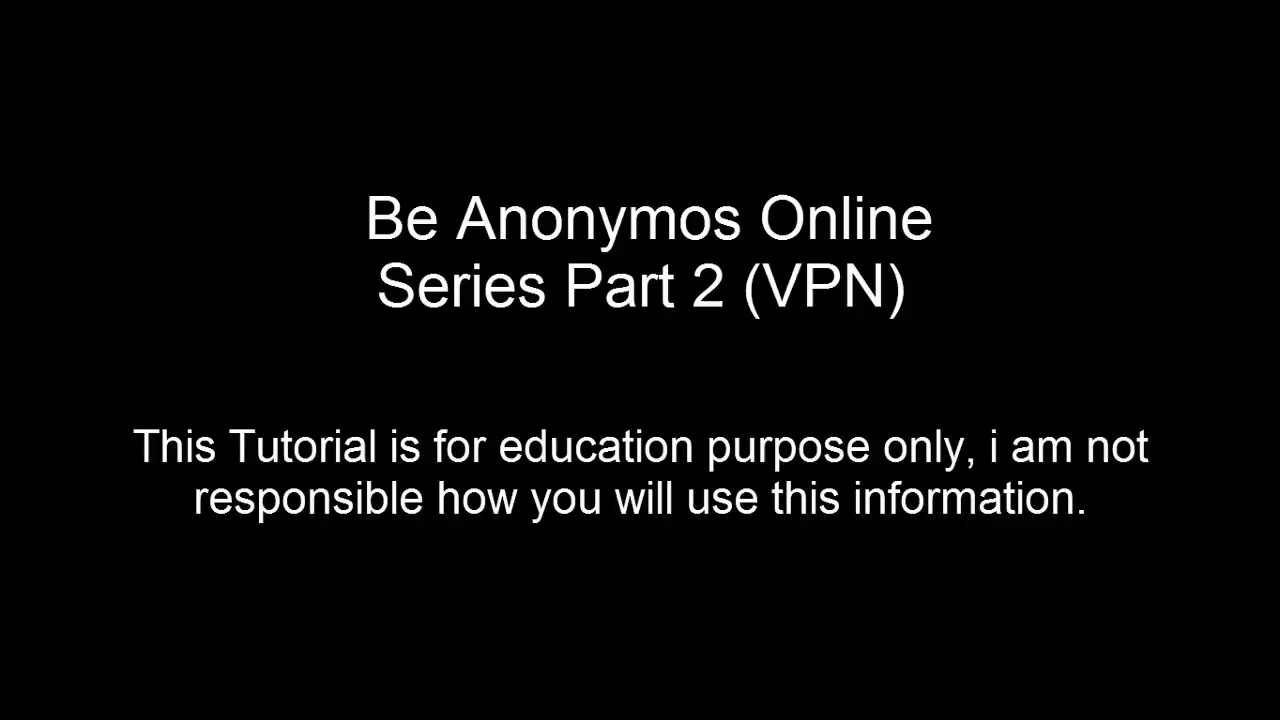 Be Anonymos Online
Series Part 2 (VPN)
This Tutorial is for education purpose only, i am not
responsible how you will use this information.